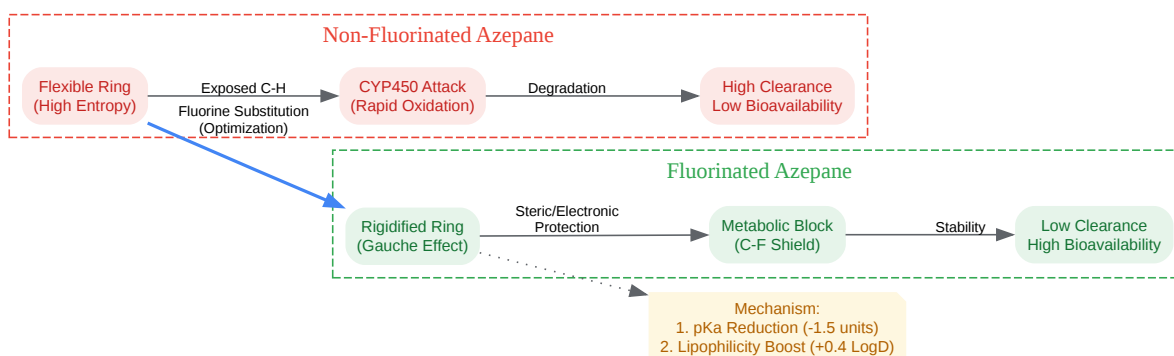 Non-Fluorinated Azepane
Flexible Ring
(High Entropy)
Exposed C-H
CYP450 Attack
(Rapid Oxidation)
Degradation
High Clearance
Low Bioavailability
Fluorine Substitution
(Optimization)
Fluorinated Azepane
Rigidified Ring
(Gauche Effect)
Steric/Electronic
Protection
Metabolic Block
(C-F Shield)
Stability
Low Clearance
High Bioavailability
Mechanism:
1. pKa Reduction (-1.5 units)
2. Lipophilicity Boost (+0.4 LogD)